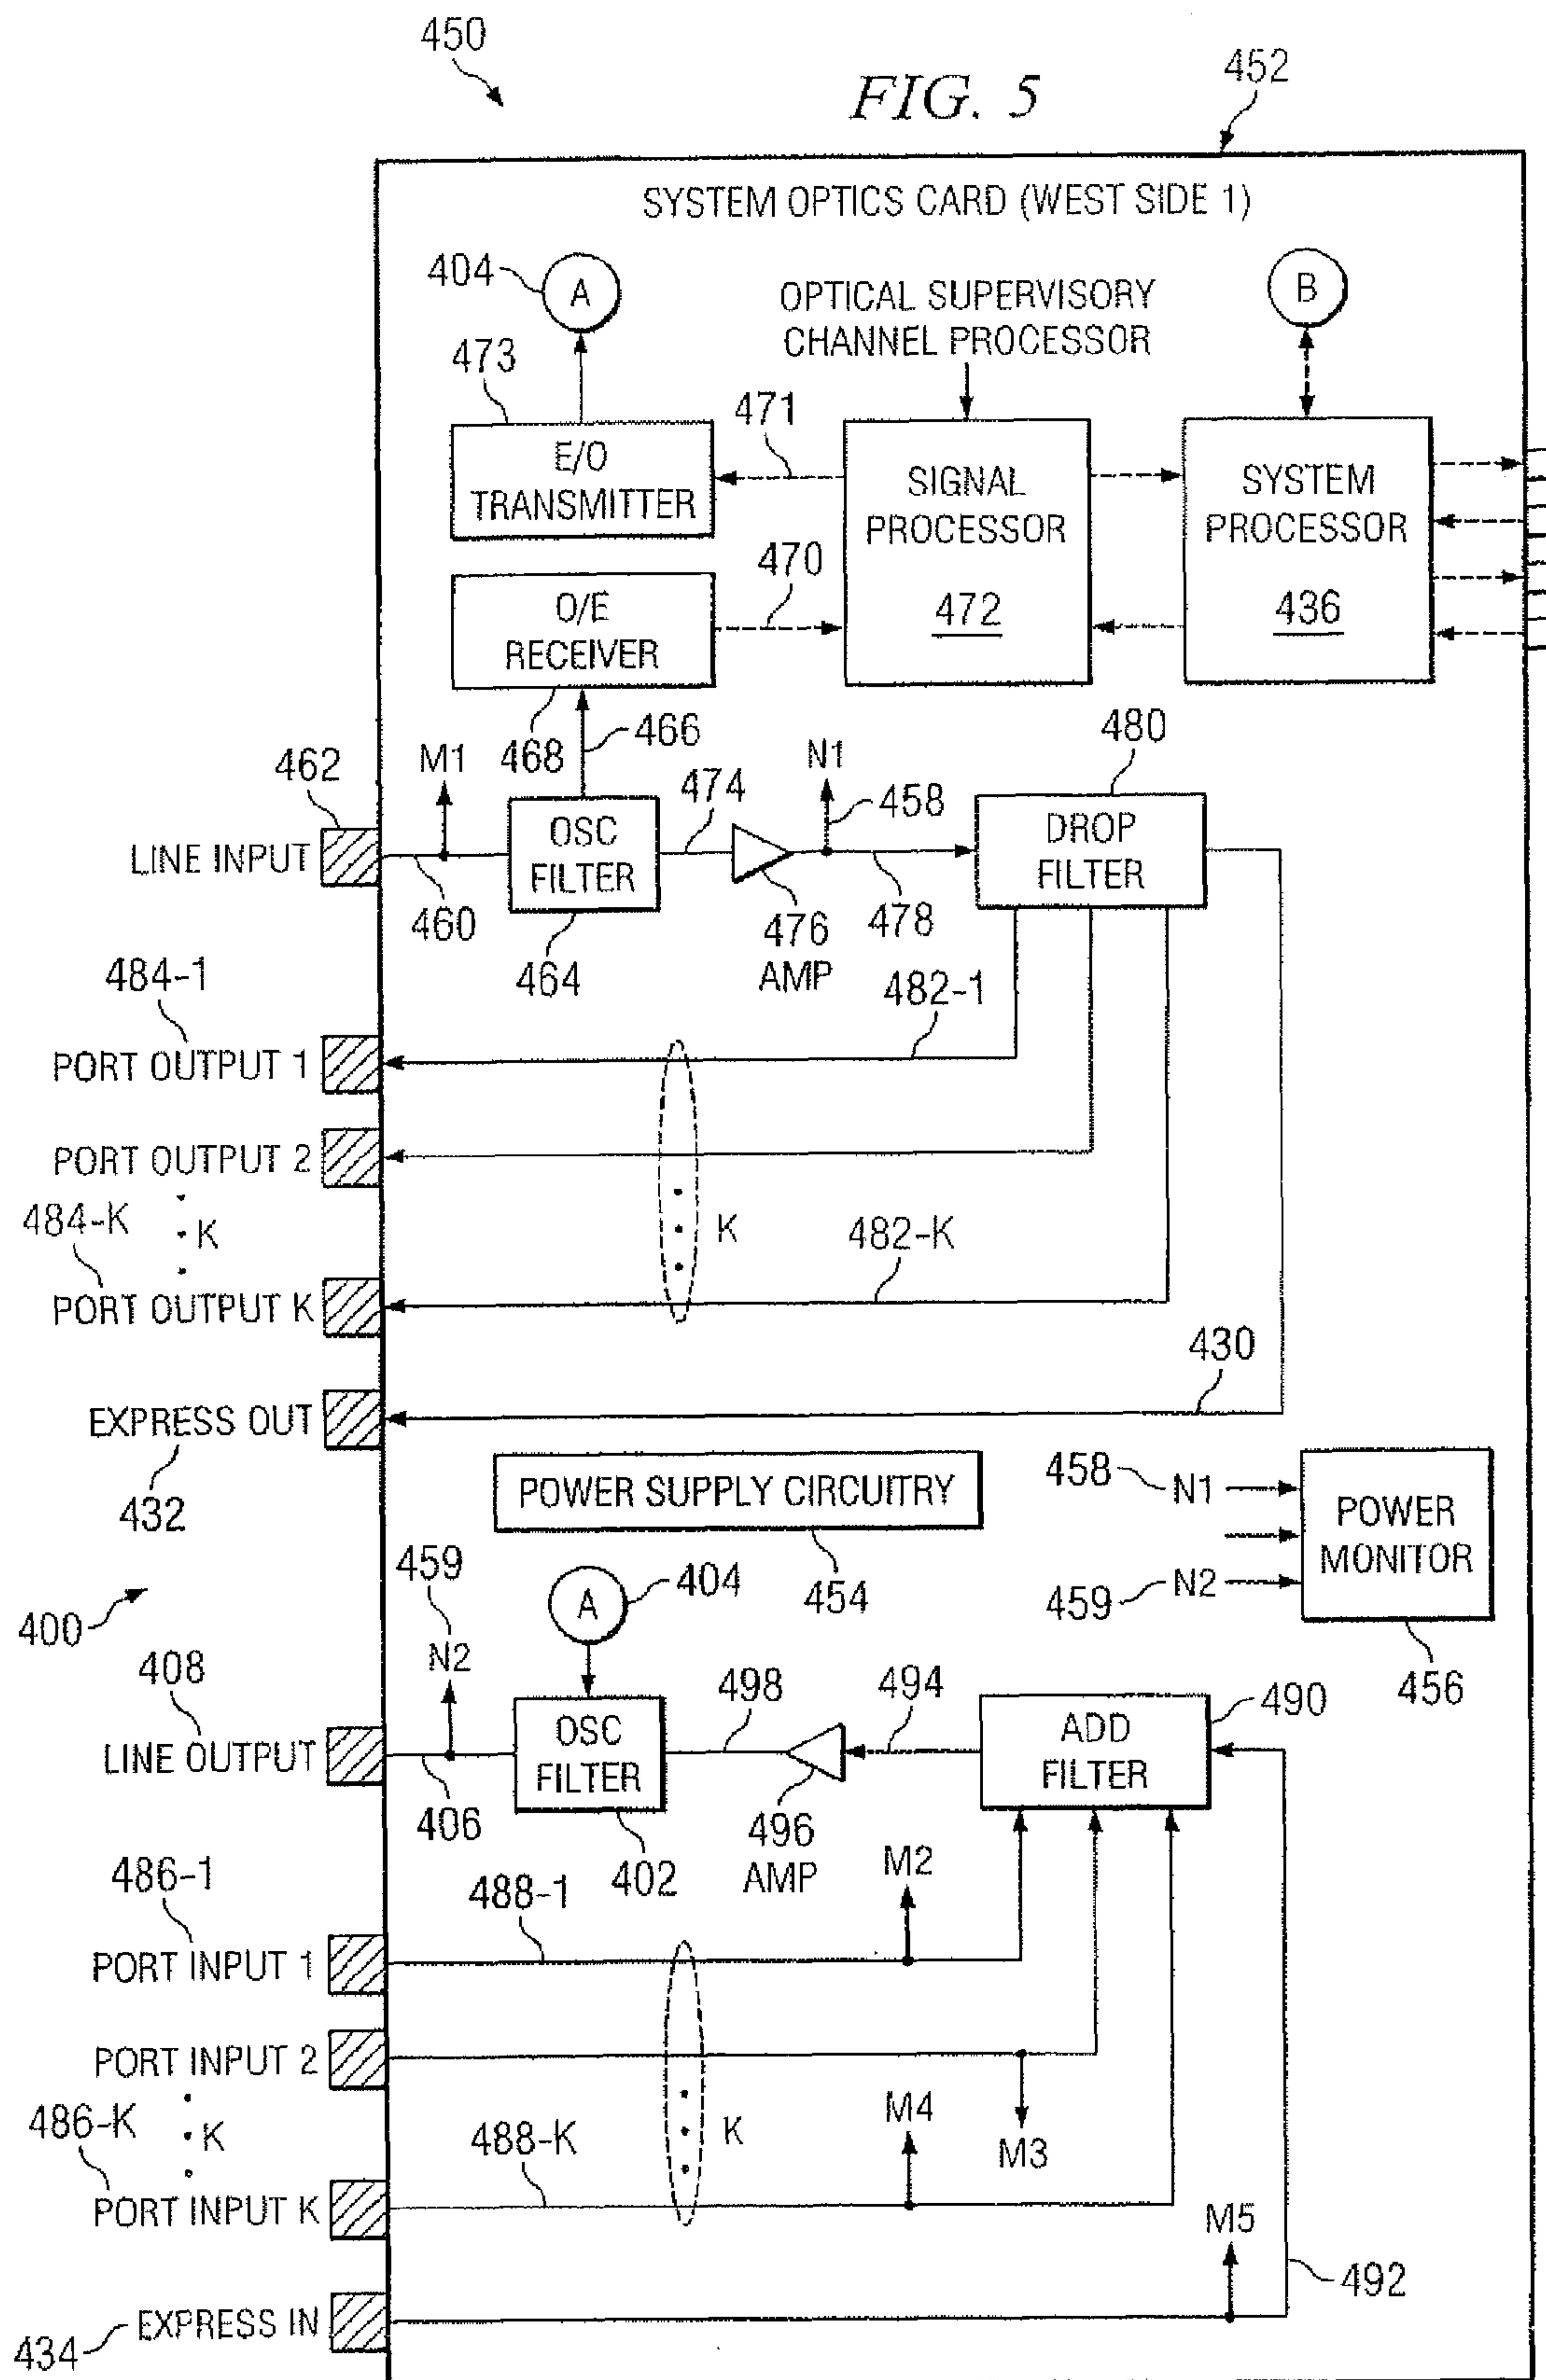 450
FIG. 5
452
SYSTEM OPTICS CARD (WEST SIDE 1)
404
A
OPTICAL SUPERVISORY
CHANNEL PROCESSOR
B
473
471
E/O
TRANSMITTER
SIGNAL
PROCESSOR
472
SYSTEM
PROCESSOR
436
470
O/E
RECEIVER
468
466
462
M1
474
N1
458
480
LINE INPUT
OSC
FILTER
DROP
FILTER
460
464
476
AMP
478
484-1
482-1
PORT OUTPUT 1
PORT OUTPUT 2
484-K
K
K
482-K
PORT OUTPUT K
430
EXPRESS OUT
432
POWER SUPPLY CIRCUITRY
454
458
N1
POWER
MONITOR
459
N2
456
459
A
404
400
408
N2
498
494
490
LINE OUTPUT
OSC
FILTER
ADD
FILTER
406
402
496
AMP
M2
486-1
488-1
PORT INPUT 1
PORT INPUT 2
486-K
K
K
488-K
M4
M3
PORT INPUT K
M5
492
EXPRESS IN
434